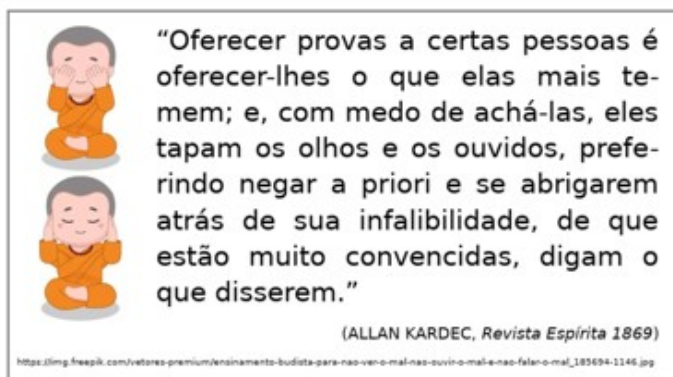 “Oferecer provas a certas pessoas é
oferecer-lhes o que elas mais te-
mem; e, com medo de achá-las, eles
tapam os olhos e os ouvidos, prefe-
rindo negar a priori e se abrigarem
atrás de sua infalibilidade, de que
estão muito convencidas, digam o
que disserem.”
(ALLAN KARDEC, Revista Espírita 1869)
https://img.freepik.com/vetores-premium/ensinamento-budista-para-nao-ver-o-mal-nao-ouvir-o-mal-e-nao-falar-o-mal_185694-1146.jpg